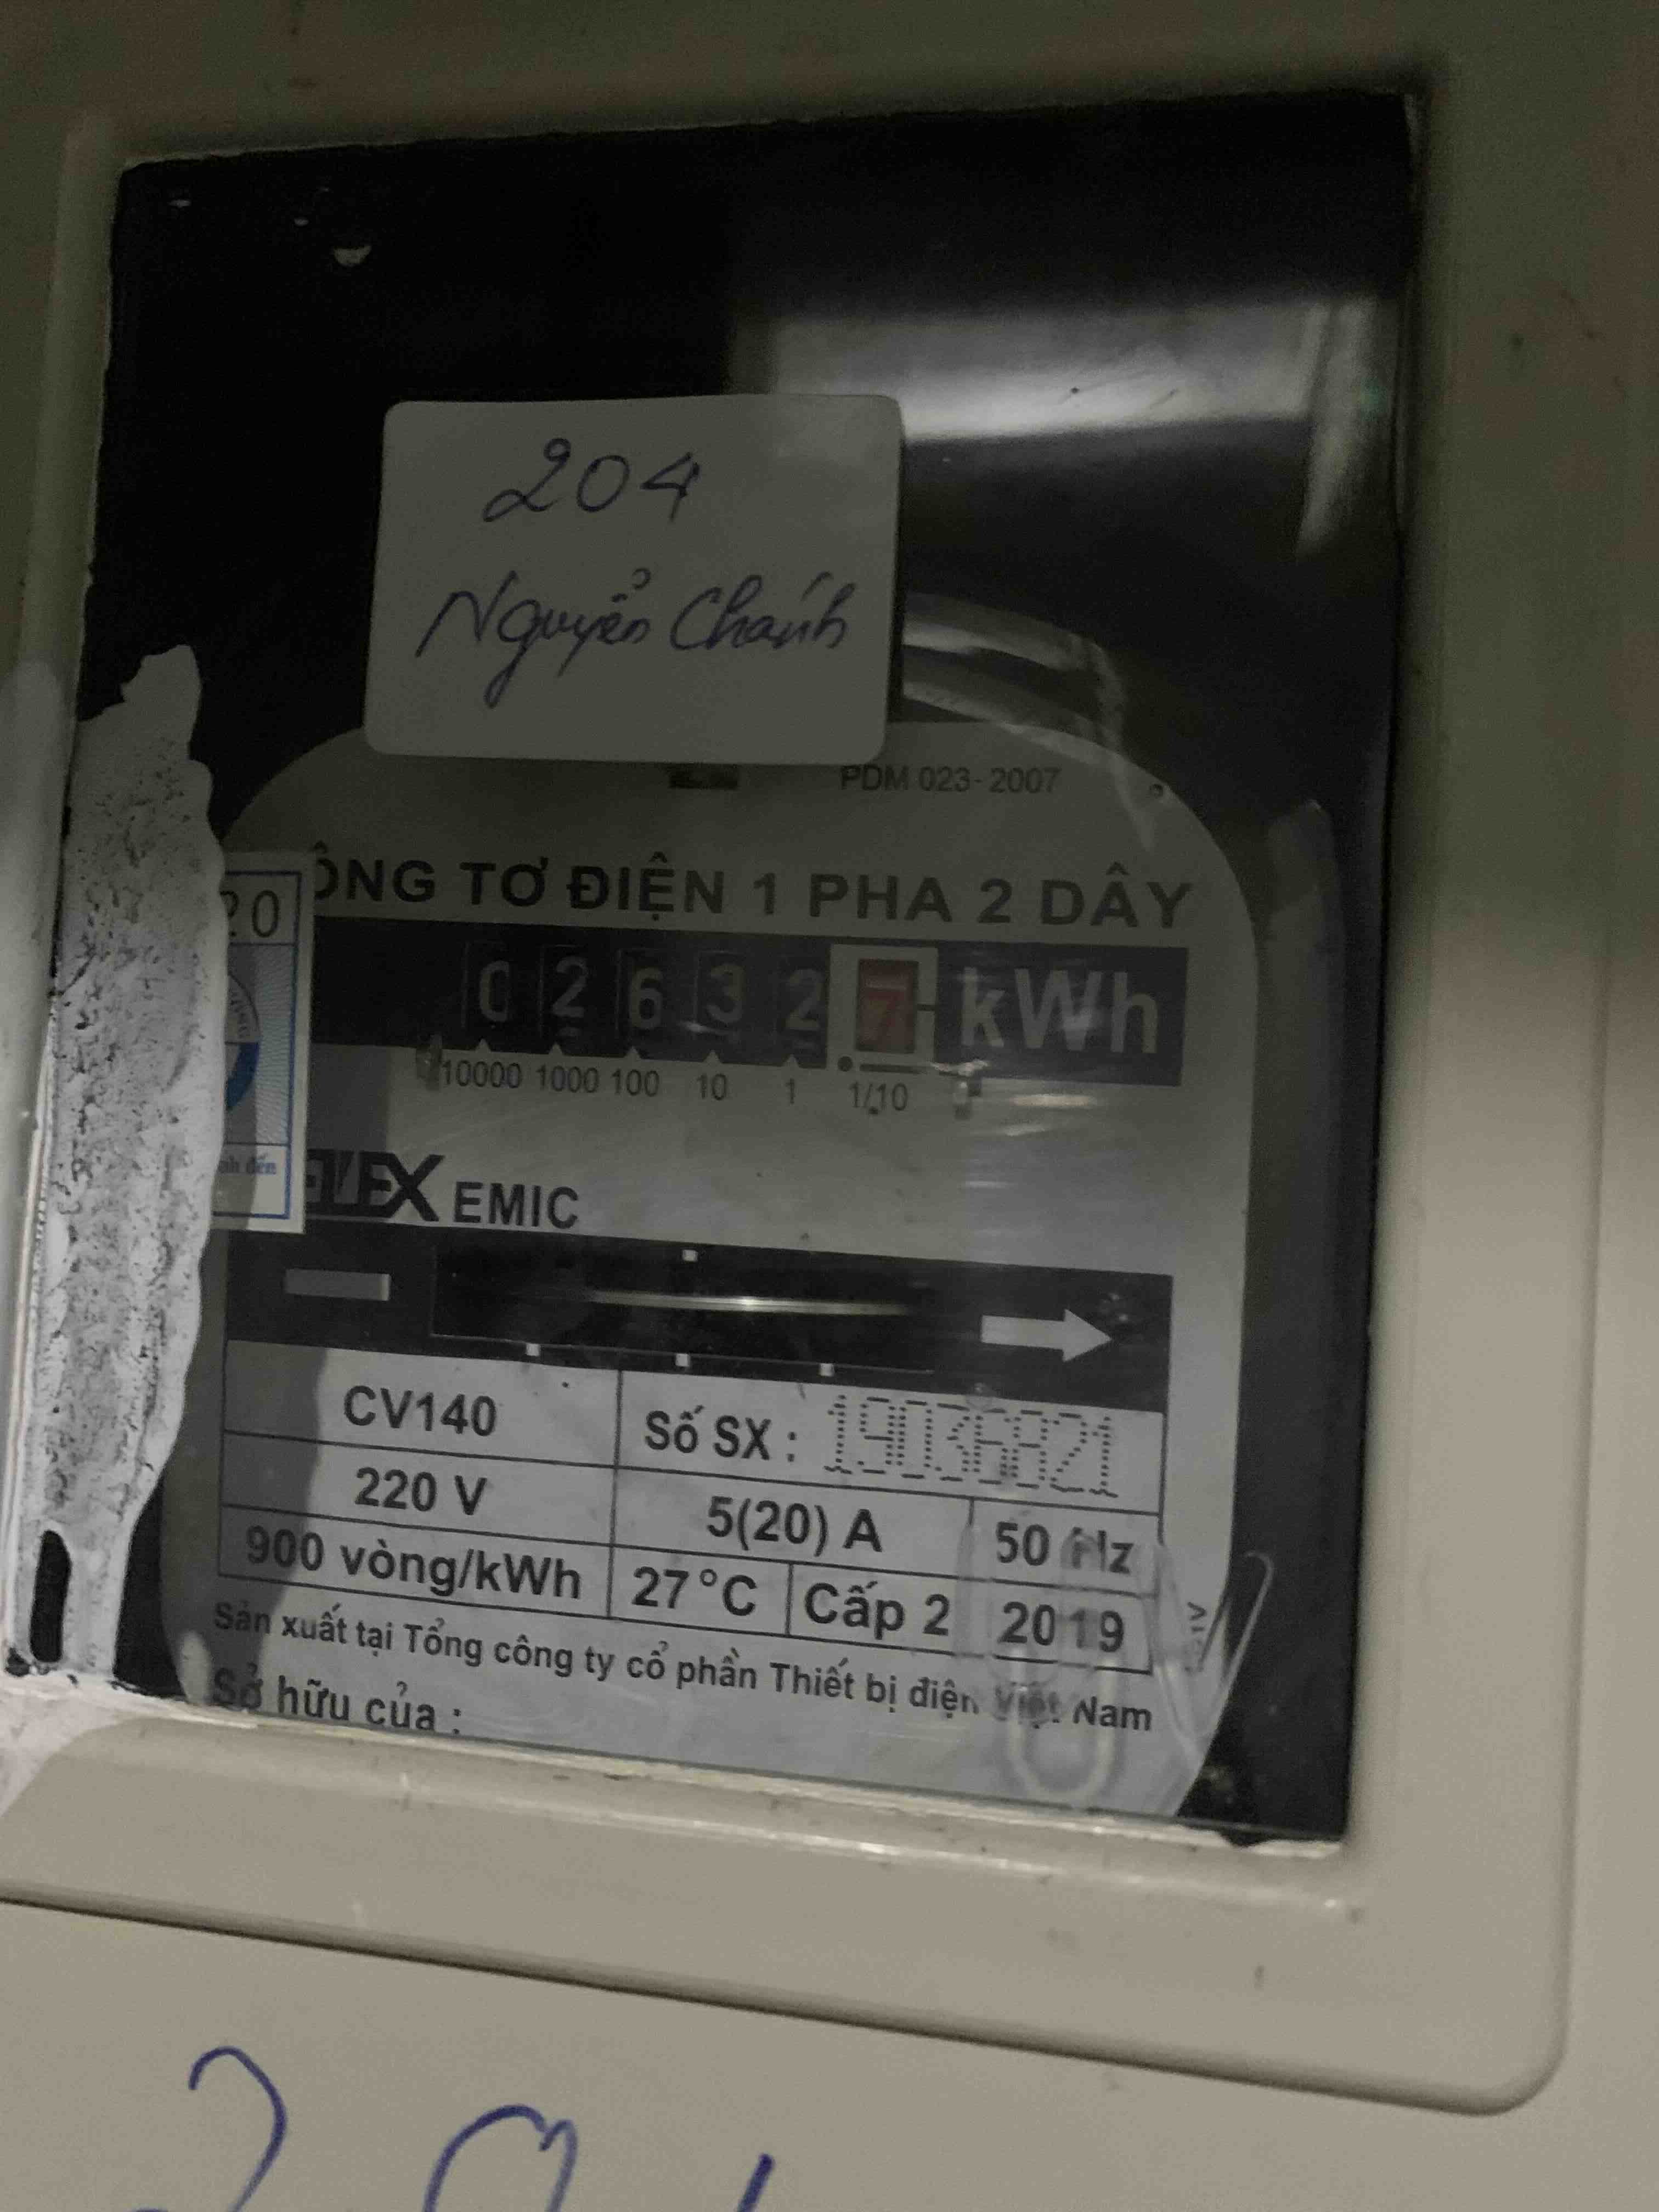 204
Nguyễn Chánh
PDM 023-2007
ÔNG TƠ ĐIỆN 1 PHA 2 DÂY
20
0 2 6 3 2 . 7 kWh
10000 1000 100 10 1 1/10
đến
EMIC
CV140 Số SX :
220 V 5(20) A 50 Hz
900 vòng/kWh 27°C Cấp 2 2019
Sản xuất tại Tổng công ty cổ phần Thiết bị điện Việt Nam
Sở hữu của :